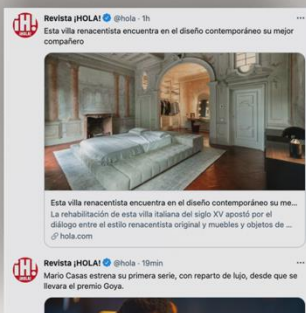 ¡H!
HOLA
Revista ¡HOLA! @hola · 1h
Esta villa renacentista encuentra en el diseño contemporáneo su mejor
compañero
Esta villa renacentista encuentra en el diseño contemporáneo su me...
La rehabilitación de esta villa italiana del siglo XV apostó por el
diálogo entre el estilo renacentista original y muebles y objetos de ...
hola.com
¡H!
HOLA
Revista ¡HOLA! @hola · 19min
Mario Casas estrena su primera serie, con reparto de lujo, desde que se
llevara el premio Goya.